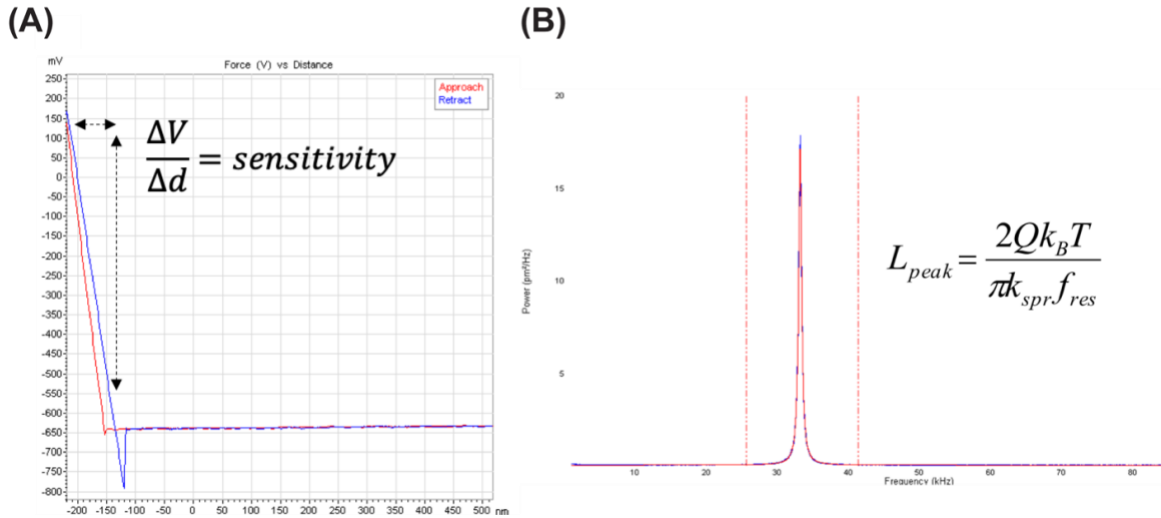 (A)
(B)
mV
Force (V) vs Distance
Approach
Retract
250
200
150
100
50
0
-50
-100
-150
-200
-250
-300
-350
-400
-450
-500
-550
-600
-650
-700
-750
-800
ΔV
Δd
= sensitivity
-200 -150 -100 -50 0 50 100 150 200 250 300 350 400 450 500 nm
20
15
10
5
Power (pm²/Hz)
L_peak = 2Qk_BT
πk_spr f_res
10 20 30 40 50 60 70 80
Frequency (kHz)